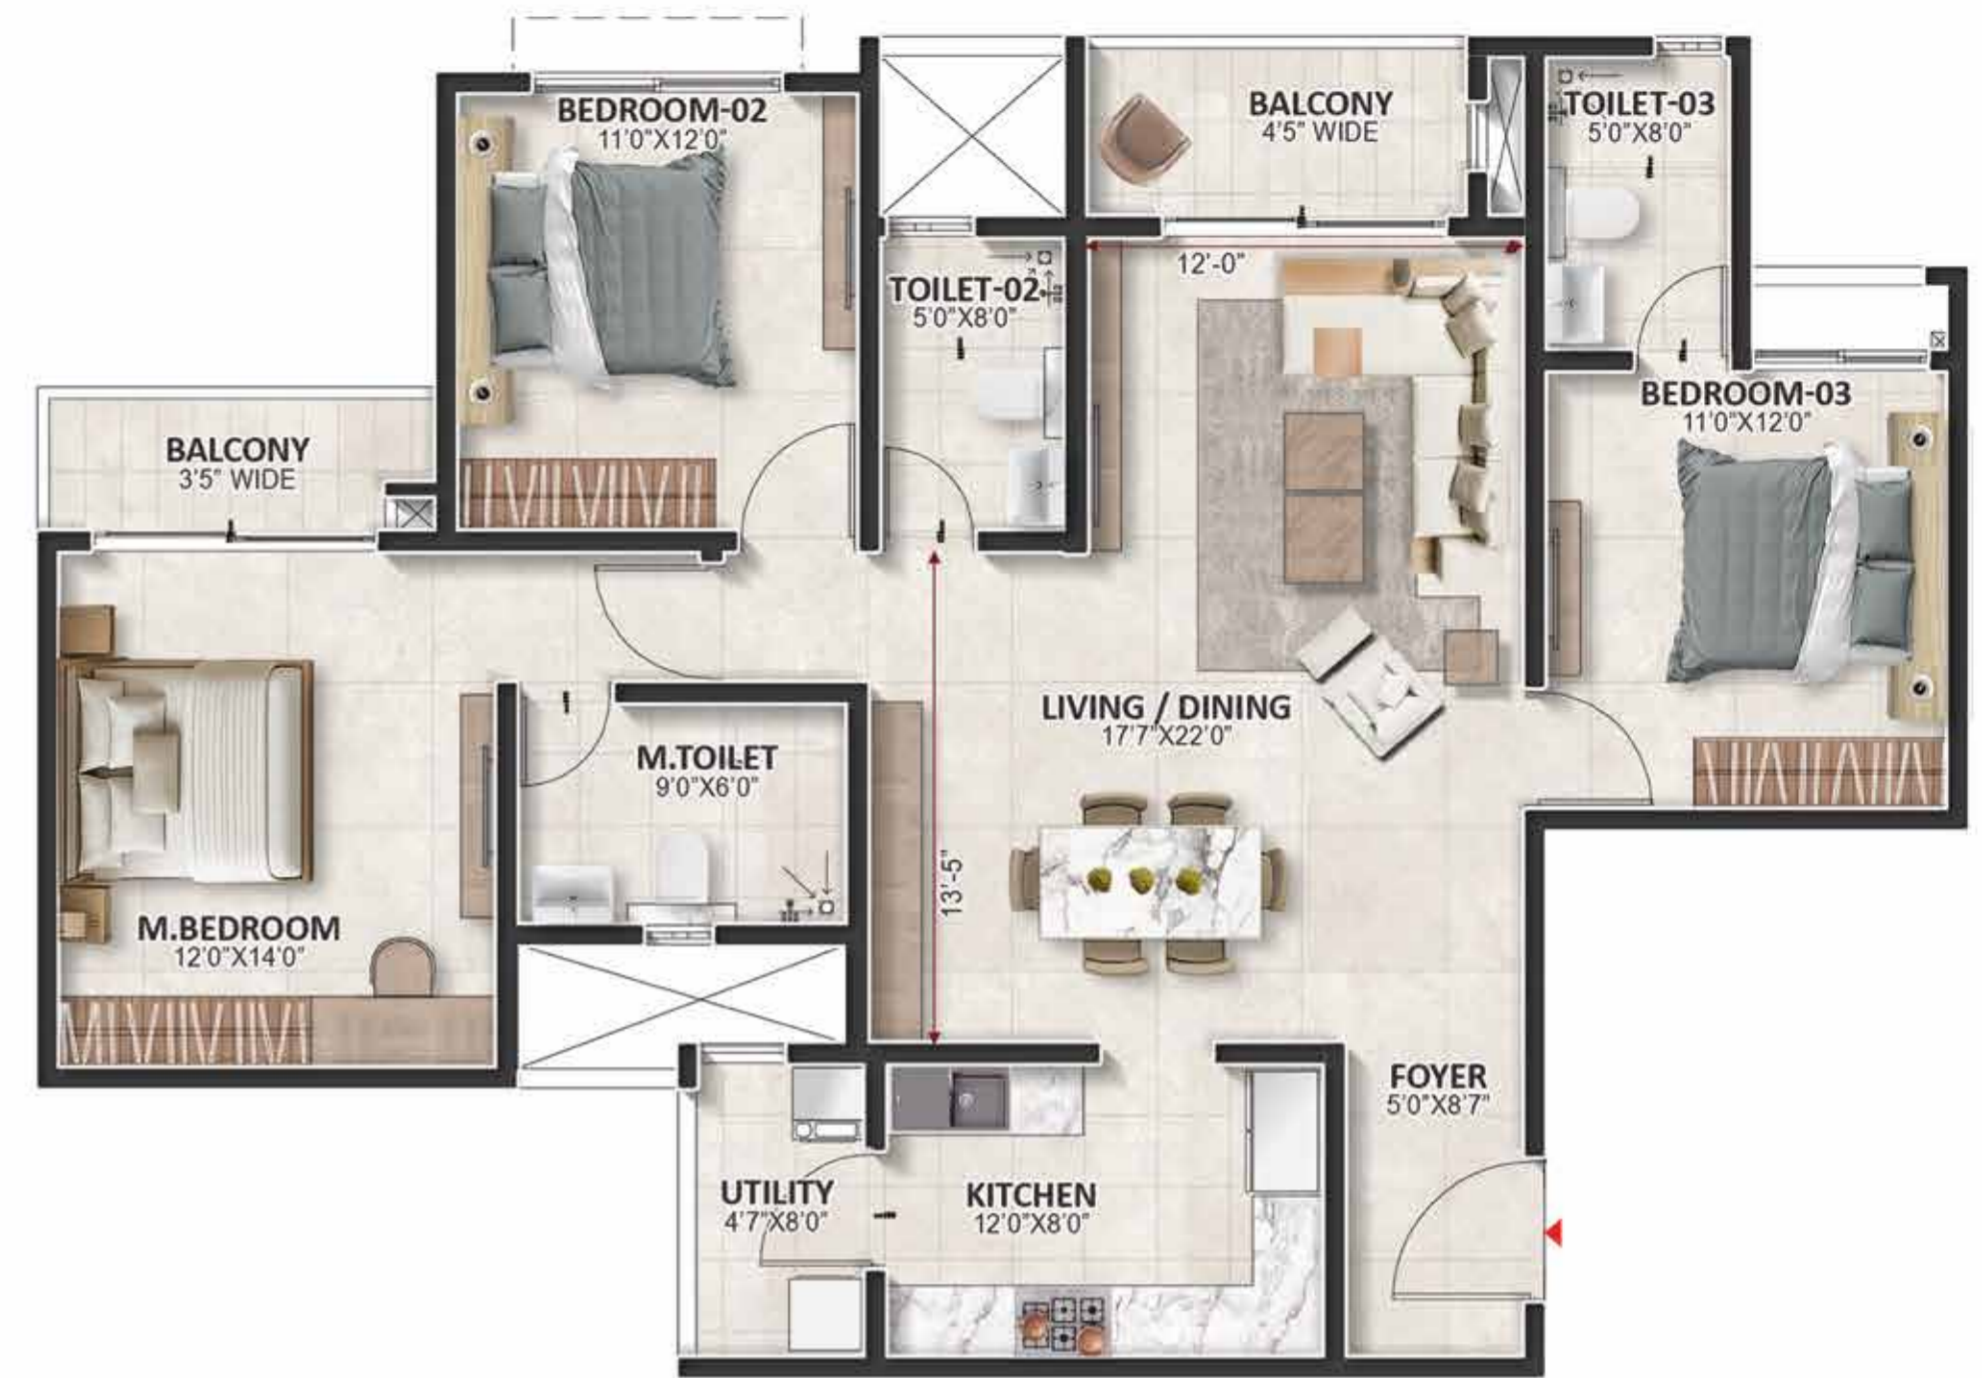 BEDROOM-02
11'0"X12'0"
BALCONY
4'5" WIDE
TOILET-03
5'0"X8'0"
12'-0"
TOILET-02
5'0"X8'0"
BEDROOM-03
11'0"X12'0"
BALCONY
3'5" WIDE
LIVING / DINING
17'7"X22'0"
M.TOILET
9'0"X6'0"
13'-5"
M.BEDROOM
12'0"X14'0"
FOYER
5'0"X8'7"
UTILITY
4'7"X8'0"
KITCHEN
12'0"X8'0"